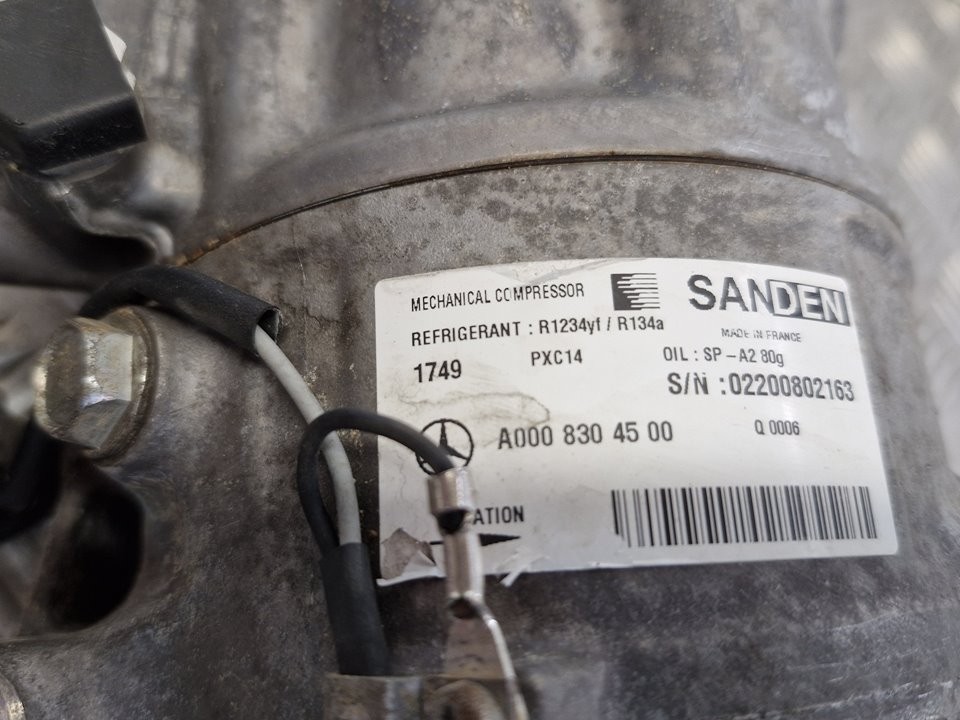 MECHANICAL COMPRESSOR
SANDEN
MADE IN FRANCE
REFRIGERANT : R1234yf / R134a
1749
PXC14
OIL : SP-A2 80g
S/N :02200802163
A000 830 45 00
Q 0006